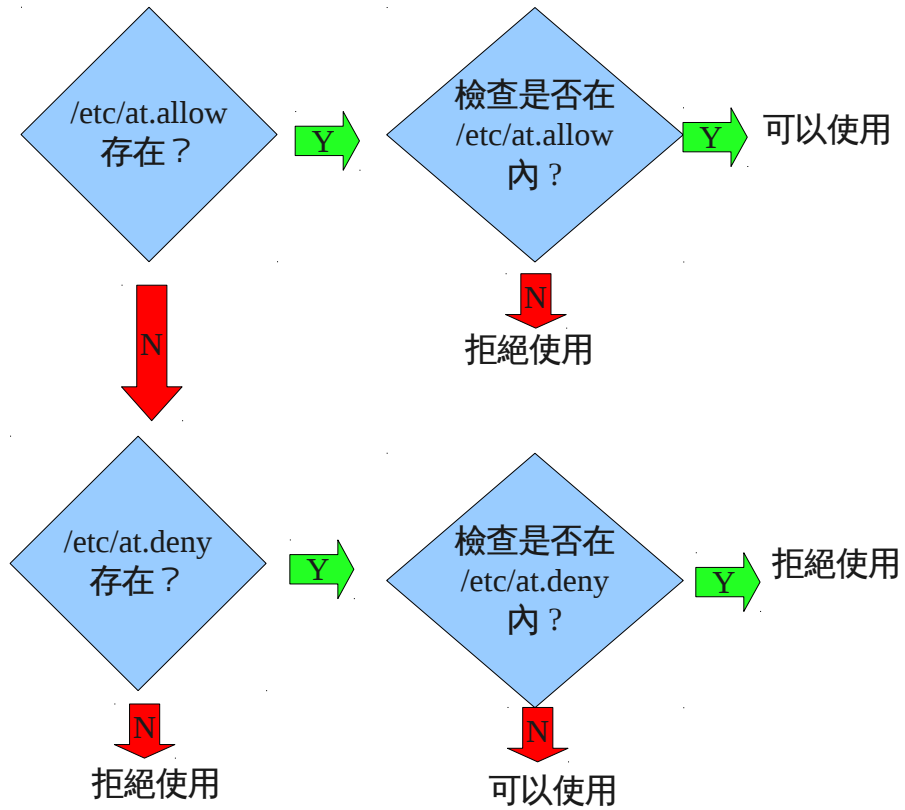 /etc/at.allow
存在？
Y
檢查是否在
/etc/at.allow
內？
Y
可以使用
N
拒絕使用
N
/etc/at.deny
存在？
Y
檢查是否在
/etc/at.deny
內？
Y
拒絕使用
N
拒絕使用
N
可以使用